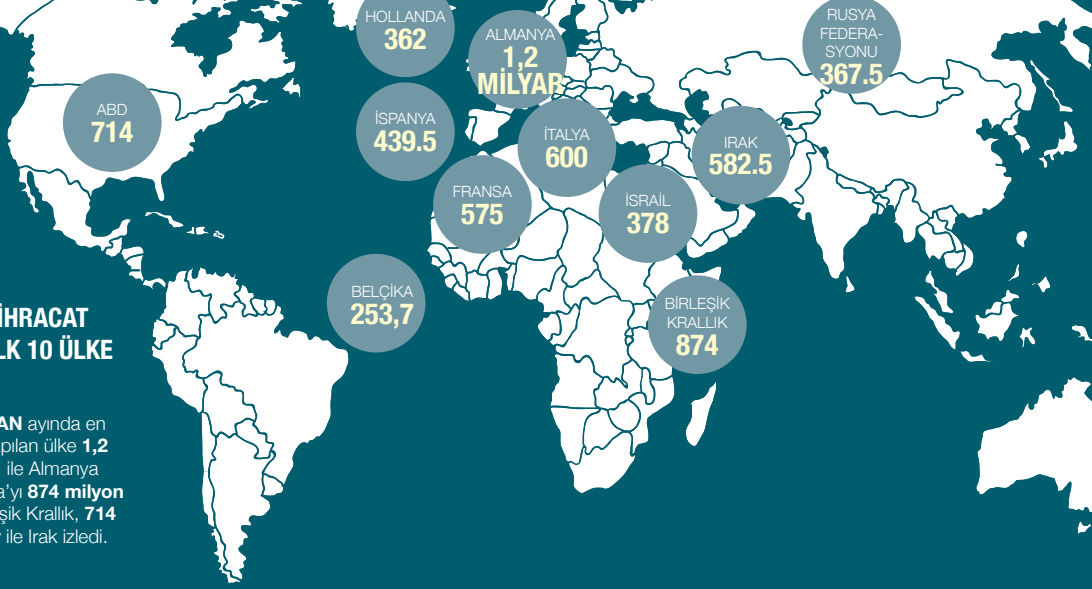 HOLLANDA
362
ALMANYA
1,2
MİLYAR
RUSYA
FEDERA-
SYONU
367.5
ABD
714
İSPANYA
439.5
İTALYA
600
IRAK
582.5
FRANSA
575
İSRAİL
378
BELÇİKA
253,7
BİRLEŞİK
KRALLIK
874
İHRACAT
LK 10 ÜLKE
AN ayında en
pılan ülke 1,2
ile Almanya
a'yı 874 milyon
şik Krallık, 714
ile Irak izledi.